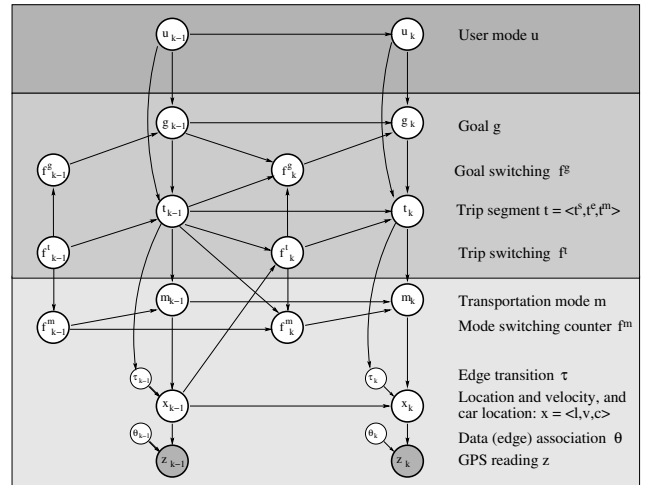 u k-1 u k User mode u
g k-1 g k Goal g
f g k-1 f g k Goal switching f g
t k-1 t k Trip segment t = <t s, t e, t m>
f t k-1 f t k Trip switching f t
m k-1 m k Transportation mode m
f m k-1 f m k Mode switching counter f m
τ k-1 τ k Edge transition τ
x k-1 x k Location and velocity, and
car location: x = <l,v,c>
θ k-1 θ k Data (edge) association θ
z k-1 z k GPS reading z